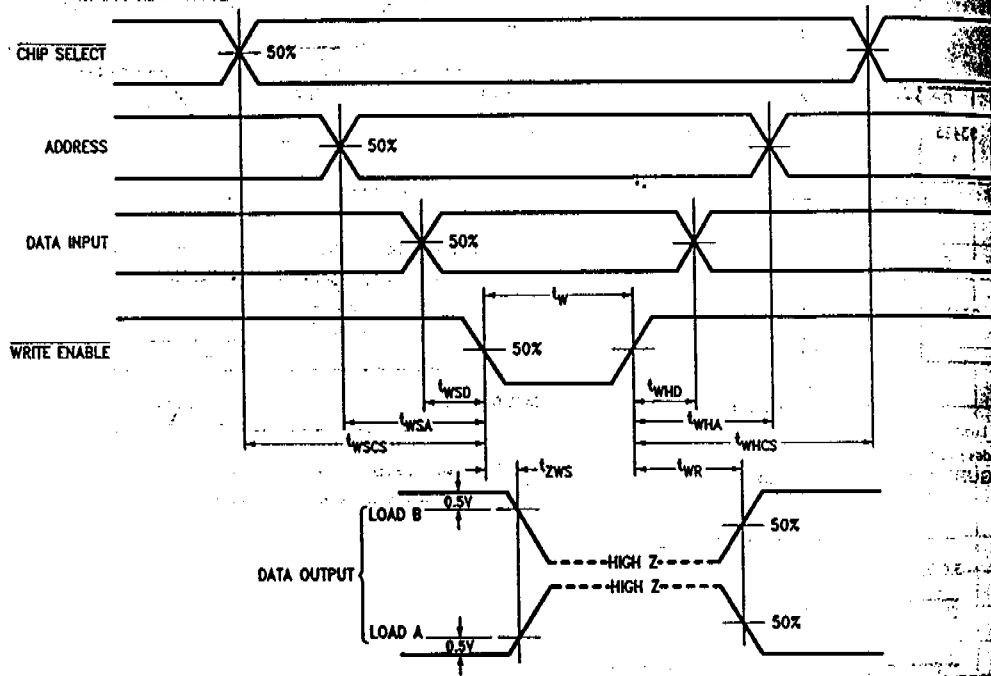 CHIP SELECT
50%
ADDRESS
50%
DATA INPUT
50%
tW
WRITE ENABLE
50%
tWSD
tWHD
tWSA
tWHA
tWSCS
tWHCS
tZWS
tWR
0.5V
LOAD B
50%
HIGH Z
DATA OUTPUT
HIGH Z
LOAD A
50%
0.5V